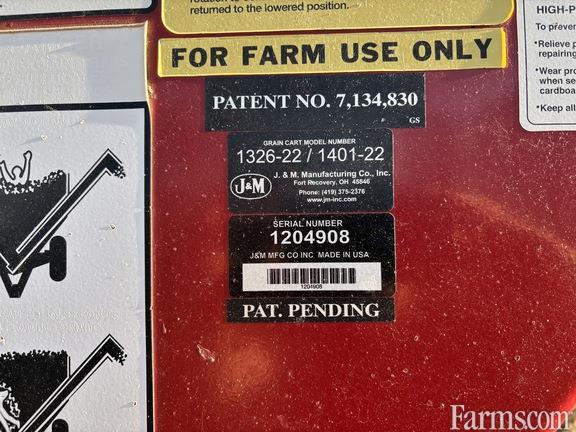 returned to the lowered position.
FOR FARM USE ONLY
PATENT NO. 7,134,830
GS
GRAIN CART MODEL NUMBER
1326-22 / 1401-22
J&M
J. & M. Manufacturing Co., Inc.
Fort Recovery, OH 45846
Phone: (419) 375-2376
www.jm-inc.com
SERIAL NUMBER
1204908
J&M MFG CO INC MADE IN USA
1204908
PAT. PENDING
HIGH-P
To prever
•Relieve p
repairing
•Wear pro
when se
cardboa
•Keep all
Farms.com